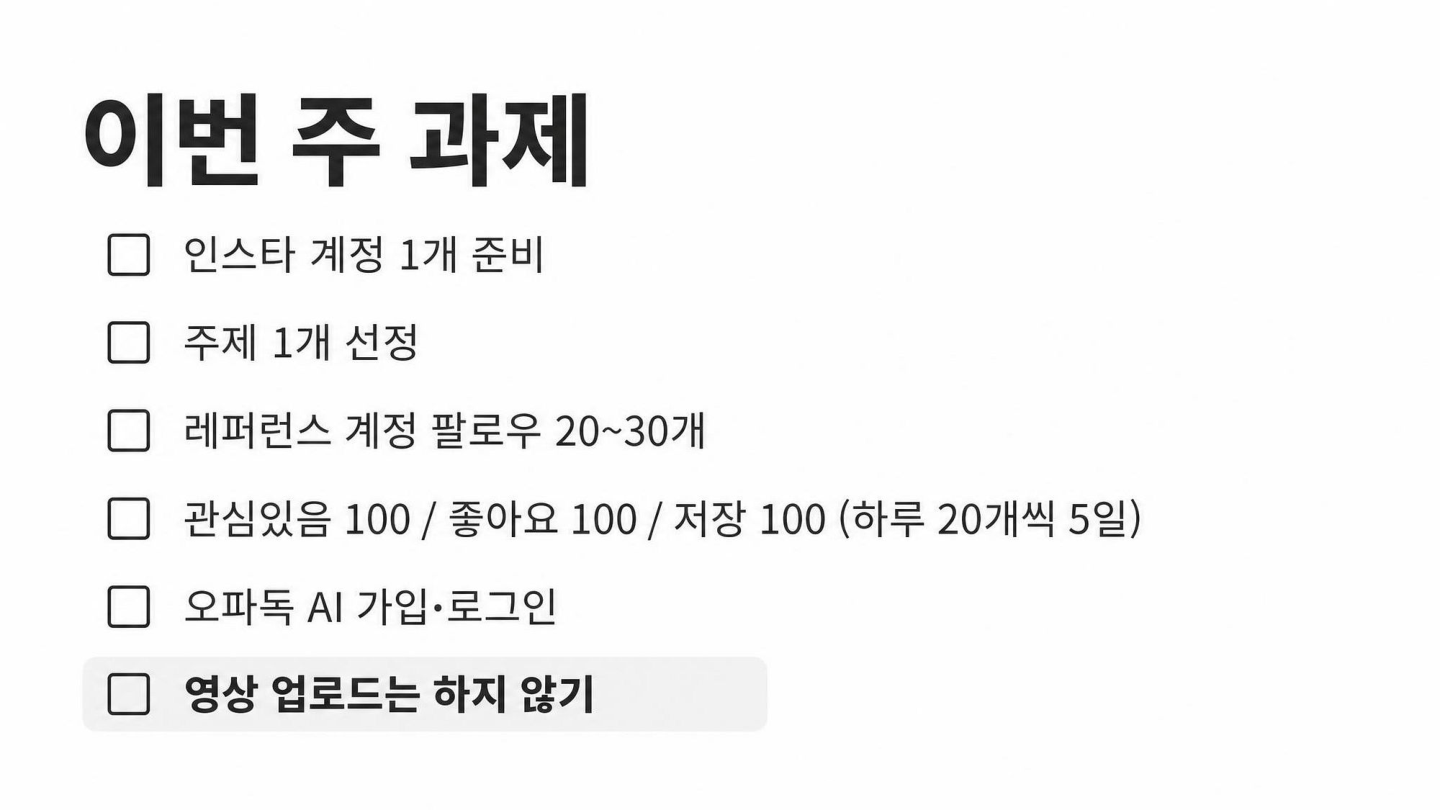 이번 주 과제
인스타 계정 1개 준비
주제 1개 선정
레퍼런스 계정 팔로우 20~30개
관심있음 100 / 좋아요 100 / 저장 100 (하루 20개씩 5일)
오파독 AI 가입·로그인
영상 업로드는 하지 않기